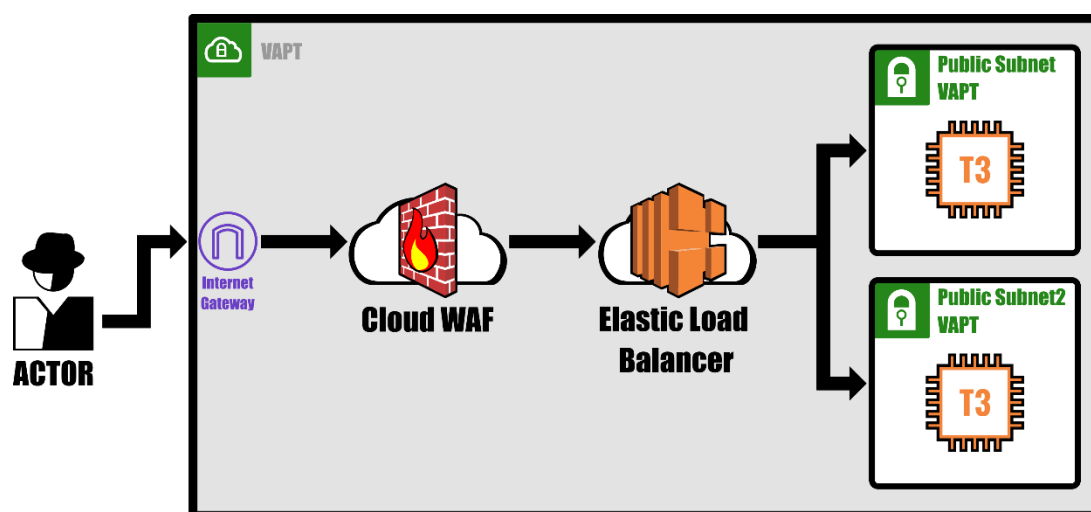 VAPT
Public Subnet
VAPT
T3
Internet
Gateway
Cloud WAF
Elastic Load
Balancer
Public Subnet2
VAPT
T3
ACTOR